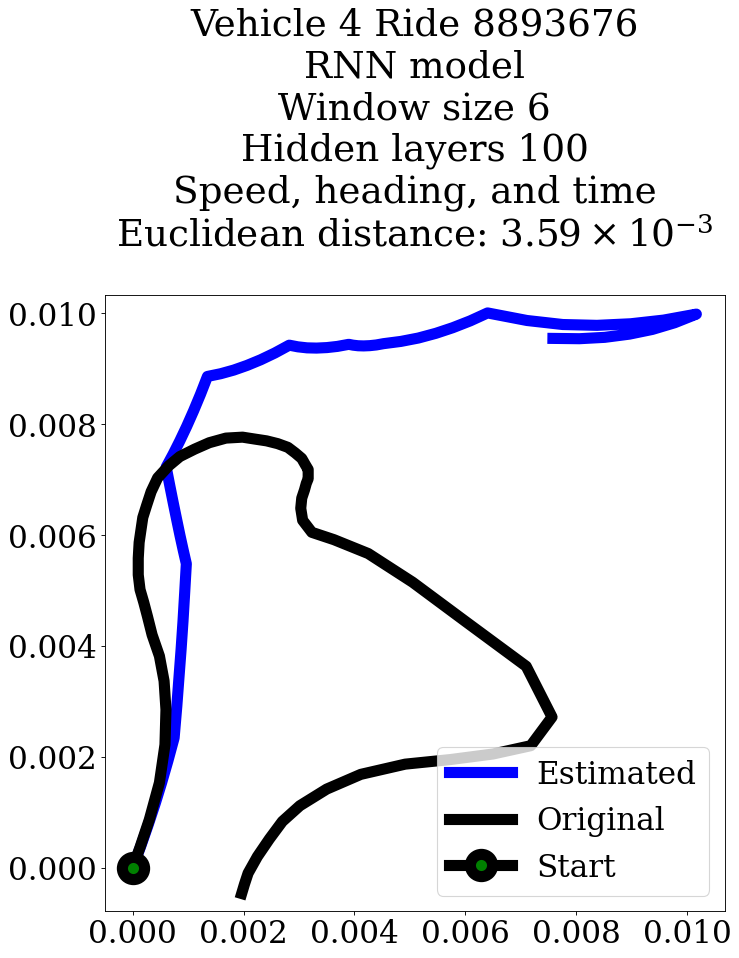 Vehicle 4 Ride 8893676
RNN model
Window size 6
Hidden layers 100
Speed, heading, and time
Euclidean distance: 3.59 × 10⁻³
0.010
0.008
0.006
0.004
0.002
0.000
Estimated
Original
Start
0.000 0.002 0.004 0.006 0.008 0.010